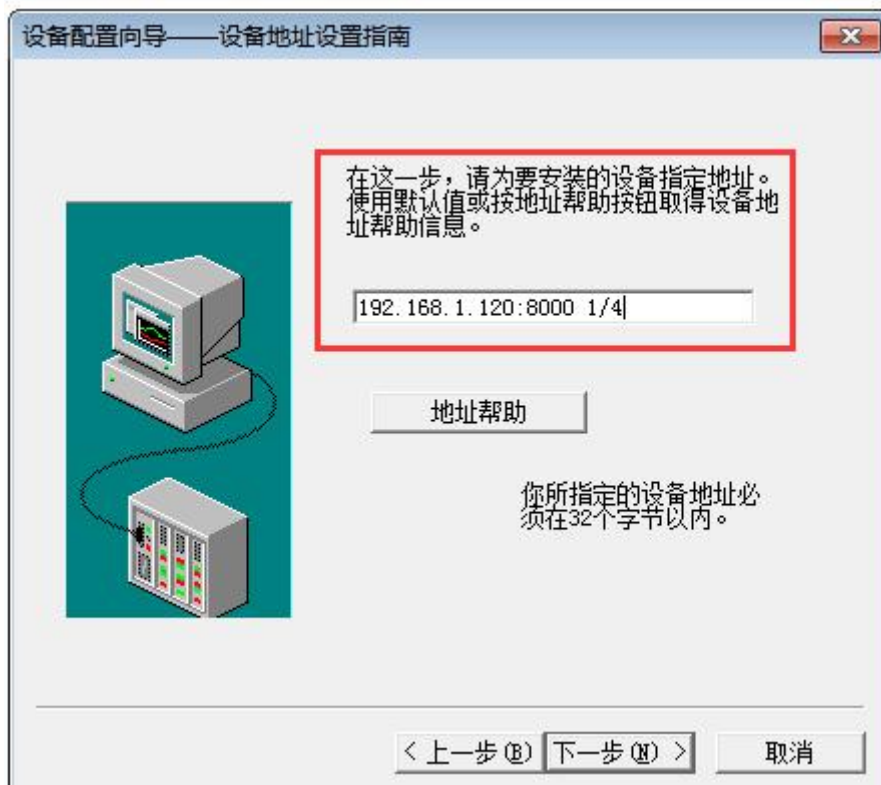 设备配置向导——设备地址设置指南
在这一步，请为要安装的设备指定地址。
使用默认值或按地址帮助按钮取得设备地
址帮助信息。
192.168.1.120:8000 1/4
地址帮助
你所指定的设备地址必
须在32个字节以内。
< 上一步(B) 下一步(N) > 取消